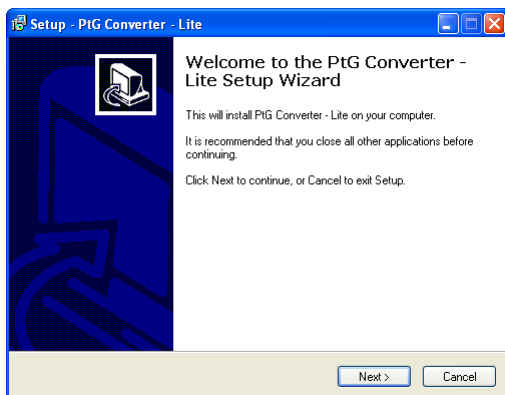 Setup - PtG Converter - Lite
Welcome to the PtG Converter -
Lite Setup Wizard
This will install PtG Converter - Lite on your computer.
It is recommended that you close all other applications before
continuing.
Click Next to continue, or Cancel to exit Setup.
Next >
Cancel